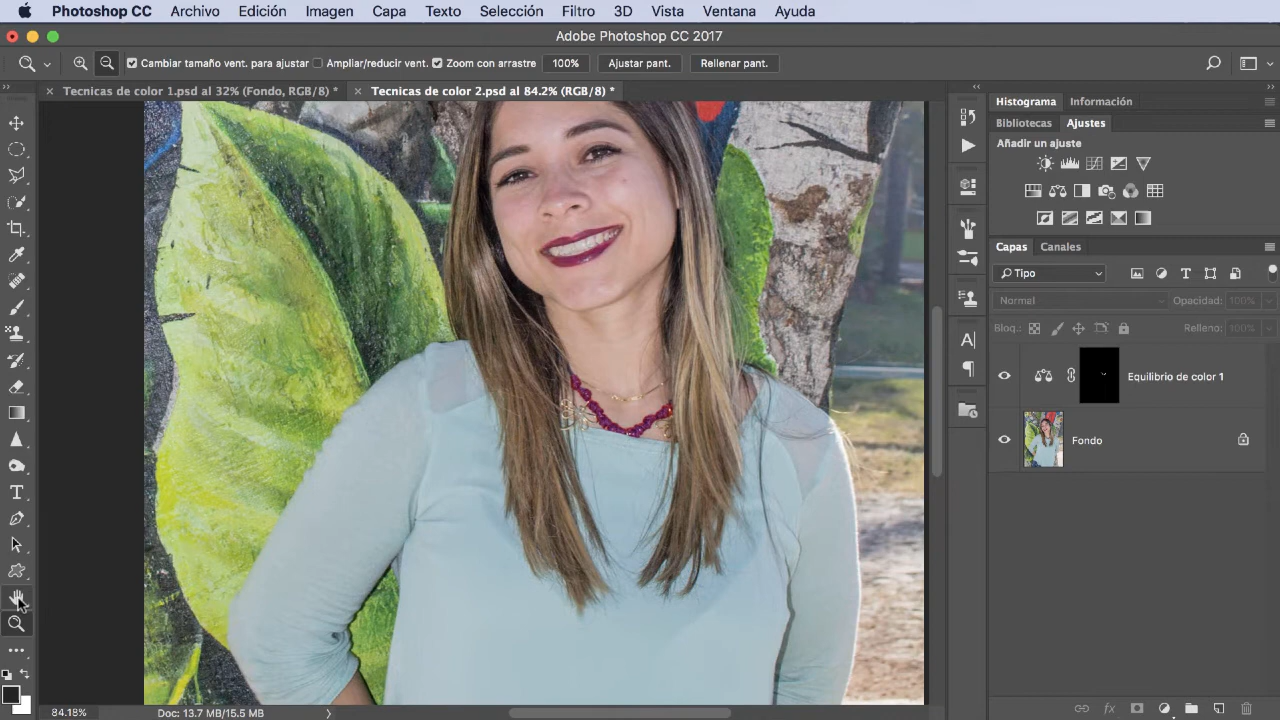 Photoshop CC Archivo Edición Imagen Capa Texto Selección Filtro 3D Vista Ventana Ayuda
Adobe Photoshop CC 2017
Cambiar tamaño vent. para ajustar Ampliar/reducir vent. Zoom con arrastre 100% Ajustar pant. Rellenar pant.
Tecnicas de color 1.psd al 32% (Fondo, RGB/8) * Tecnicas de color 2.psd al 84.2% (RGB/8) *
Histograma Información
Bibliotecas Ajustes
Añadir un ajuste
Capas Canales
Tipo
Normal Opacidad: 100%
Bloq.: Relleno: 100%
Equilibrio de color 1
Fondo
84.18% Doc: 13.7 MB/15.5 MB